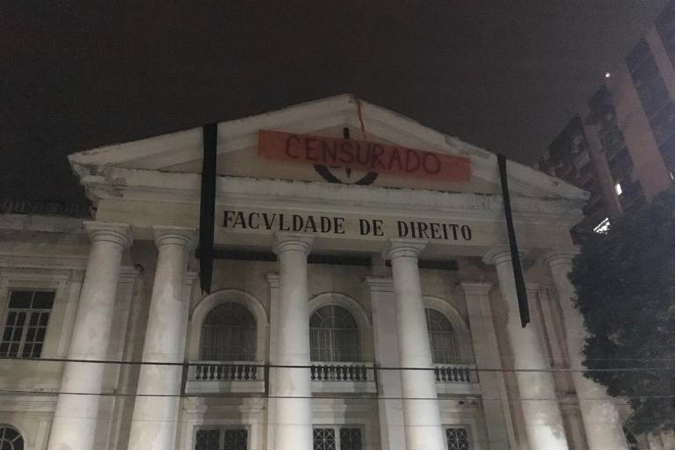 CENSURADO
FACVLDADE DE DIREITO